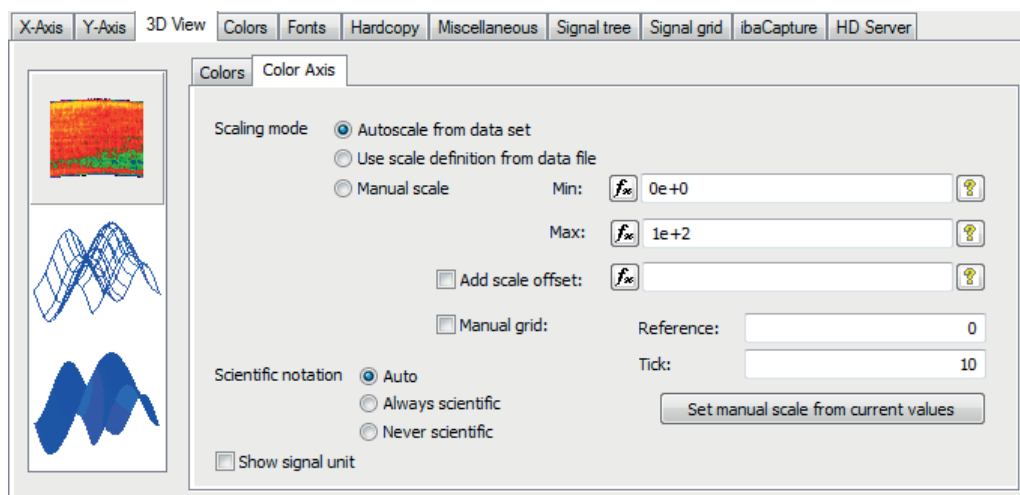 X-Axis Y-Axis 3D View Colors Fonts Hardcopy Miscellaneous Signal tree Signal grid ibaCapture HD Server
Colors Color Axis
Scaling mode Autoscale from data set
Use scale definition from data file
Manual scale Min: fx 0e+0 ?
Max: fx 1e+2 ?
Add scale offset: fx ?
Manual grid: Reference: 0
Tick: 10
Scientific notation Auto
Always scientific Set manual scale from current values
Never scientific
Show signal unit